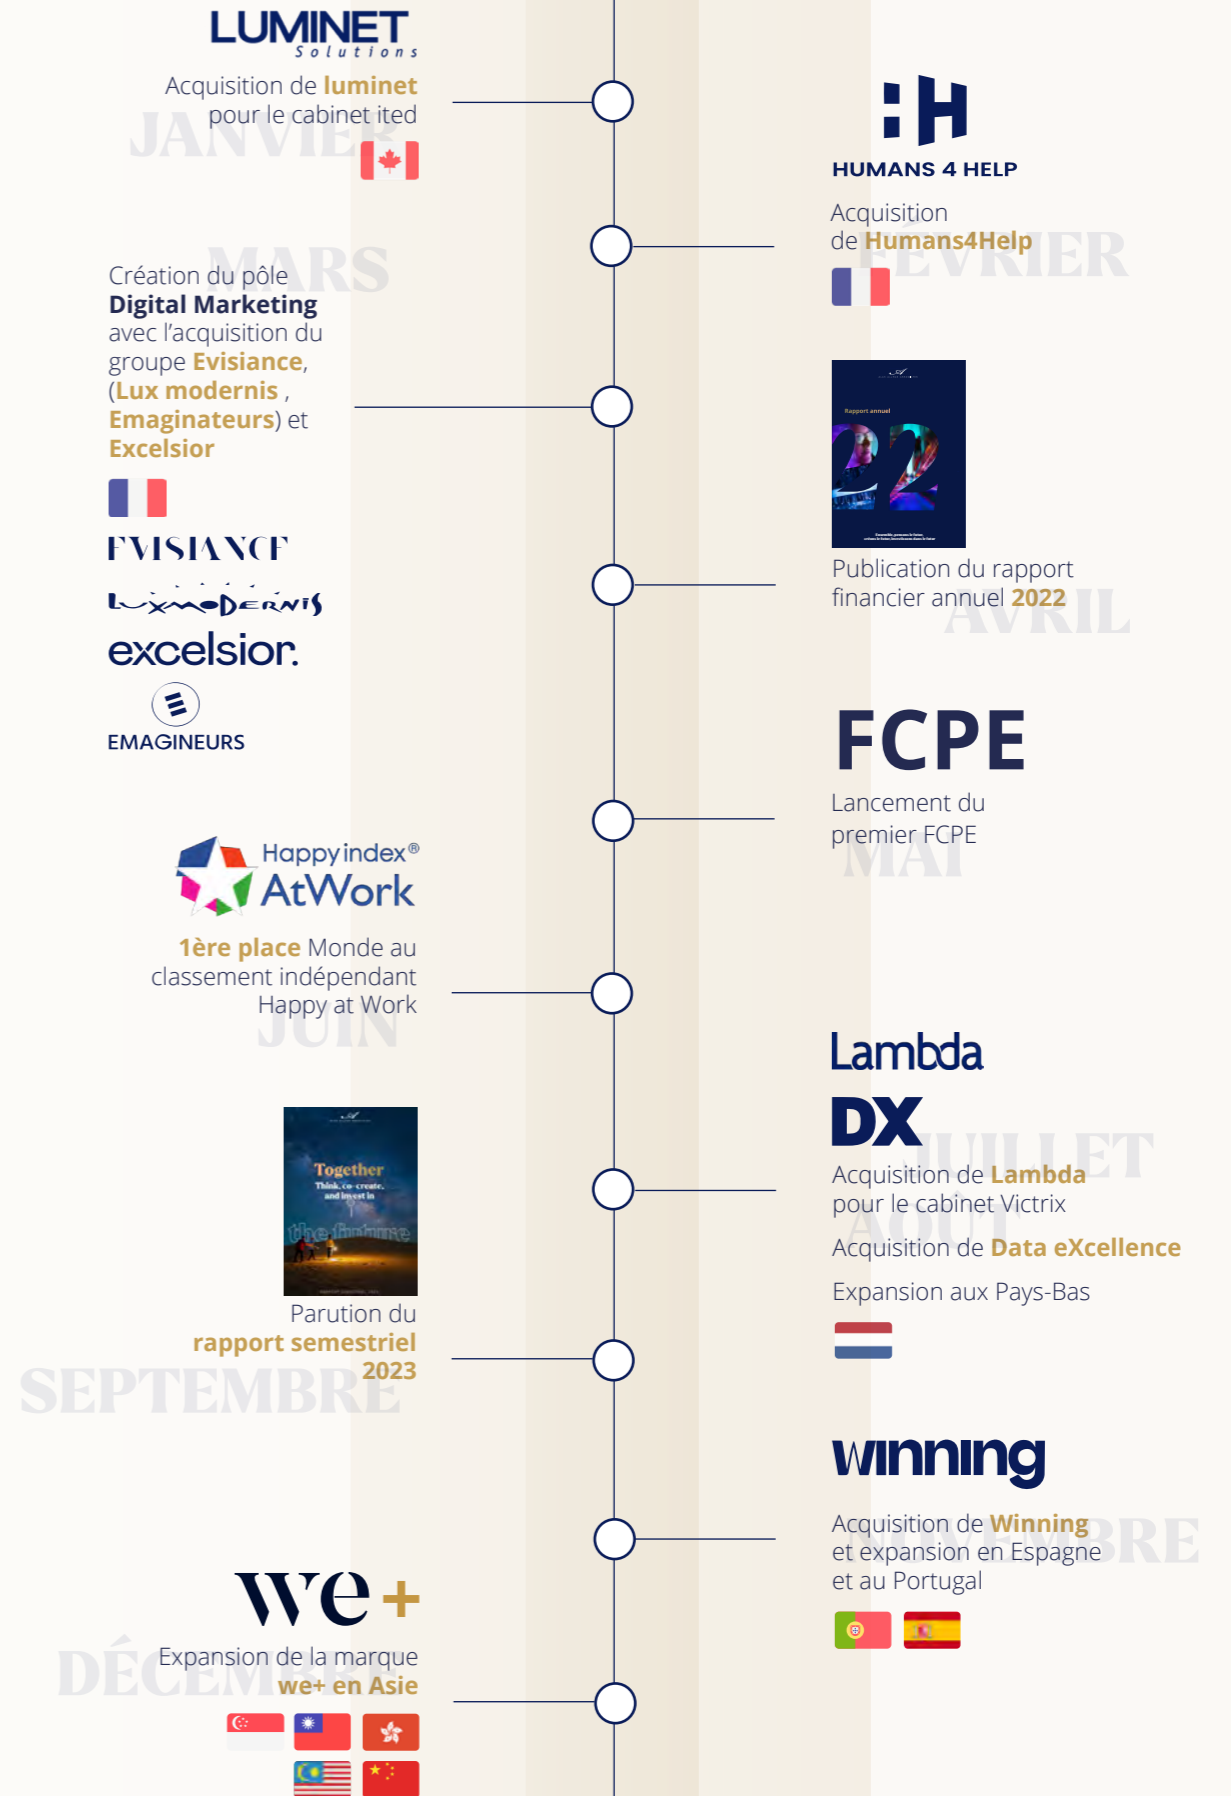 LUMINET
Solutions
Acquisition de luminet
pour le cabinet ited
JANVIER
HUMANS 4 HELP
Acquisition
de Humans4Help
FÉVRIER
MARS
Création du pôle
Digital Marketing
avec l'acquisition du
groupe Evisiance,
(Lux modernis ,
Emaginateurs) et
Excelsior
EVISIANCE
LUXMODERNIS
excelsior.
EMAGINEURS
Rapport annuel
22
Publication du rapport
financier annuel 2022
AVRIL
FCPE
Lancement du
premier FCPE
MAI
Happyindex®
AtWork
1ère place Monde au
classement indépendant
Happy at Work
JUIN
Lambda
DX
JUILLET
Acquisition de Lambda
pour le cabinet Victrix
AOÛT
Acquisition de Data eXcellence
Expansion aux Pays-Bas
Together
Think, co-create,
and invest in
the future
Parution du
rapport semestriel
2023
SEPTEMBRE
winning
Acquisition de Winning
et expansion en Espagne
et au Portugal
NOVEMBRE
we+
Expansion de la marque
we+ en Asie
DÉCEMBRE